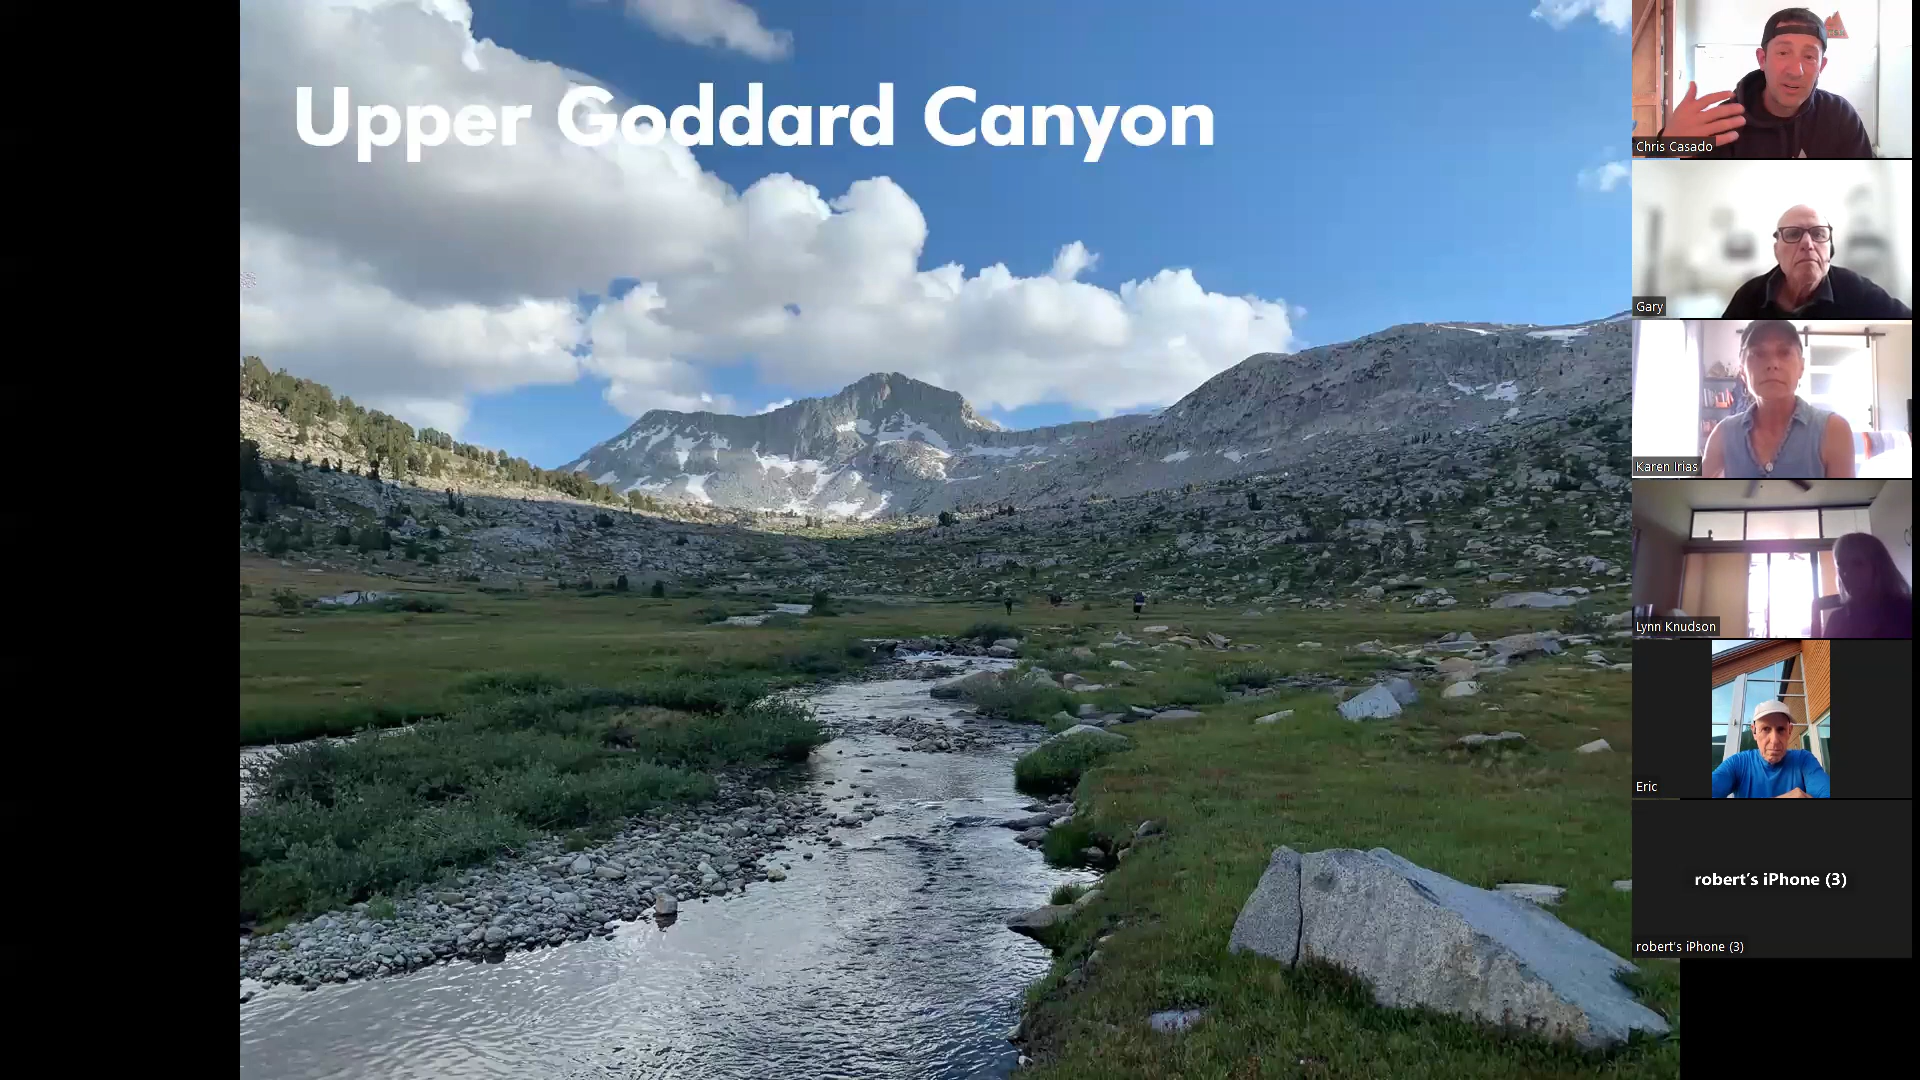 Upper Goddard Canyon
Chris Casado
Gary
Karen Irias
Lynn Knudson
Eric
robert's iPhone (3)
robert's iPhone (3)